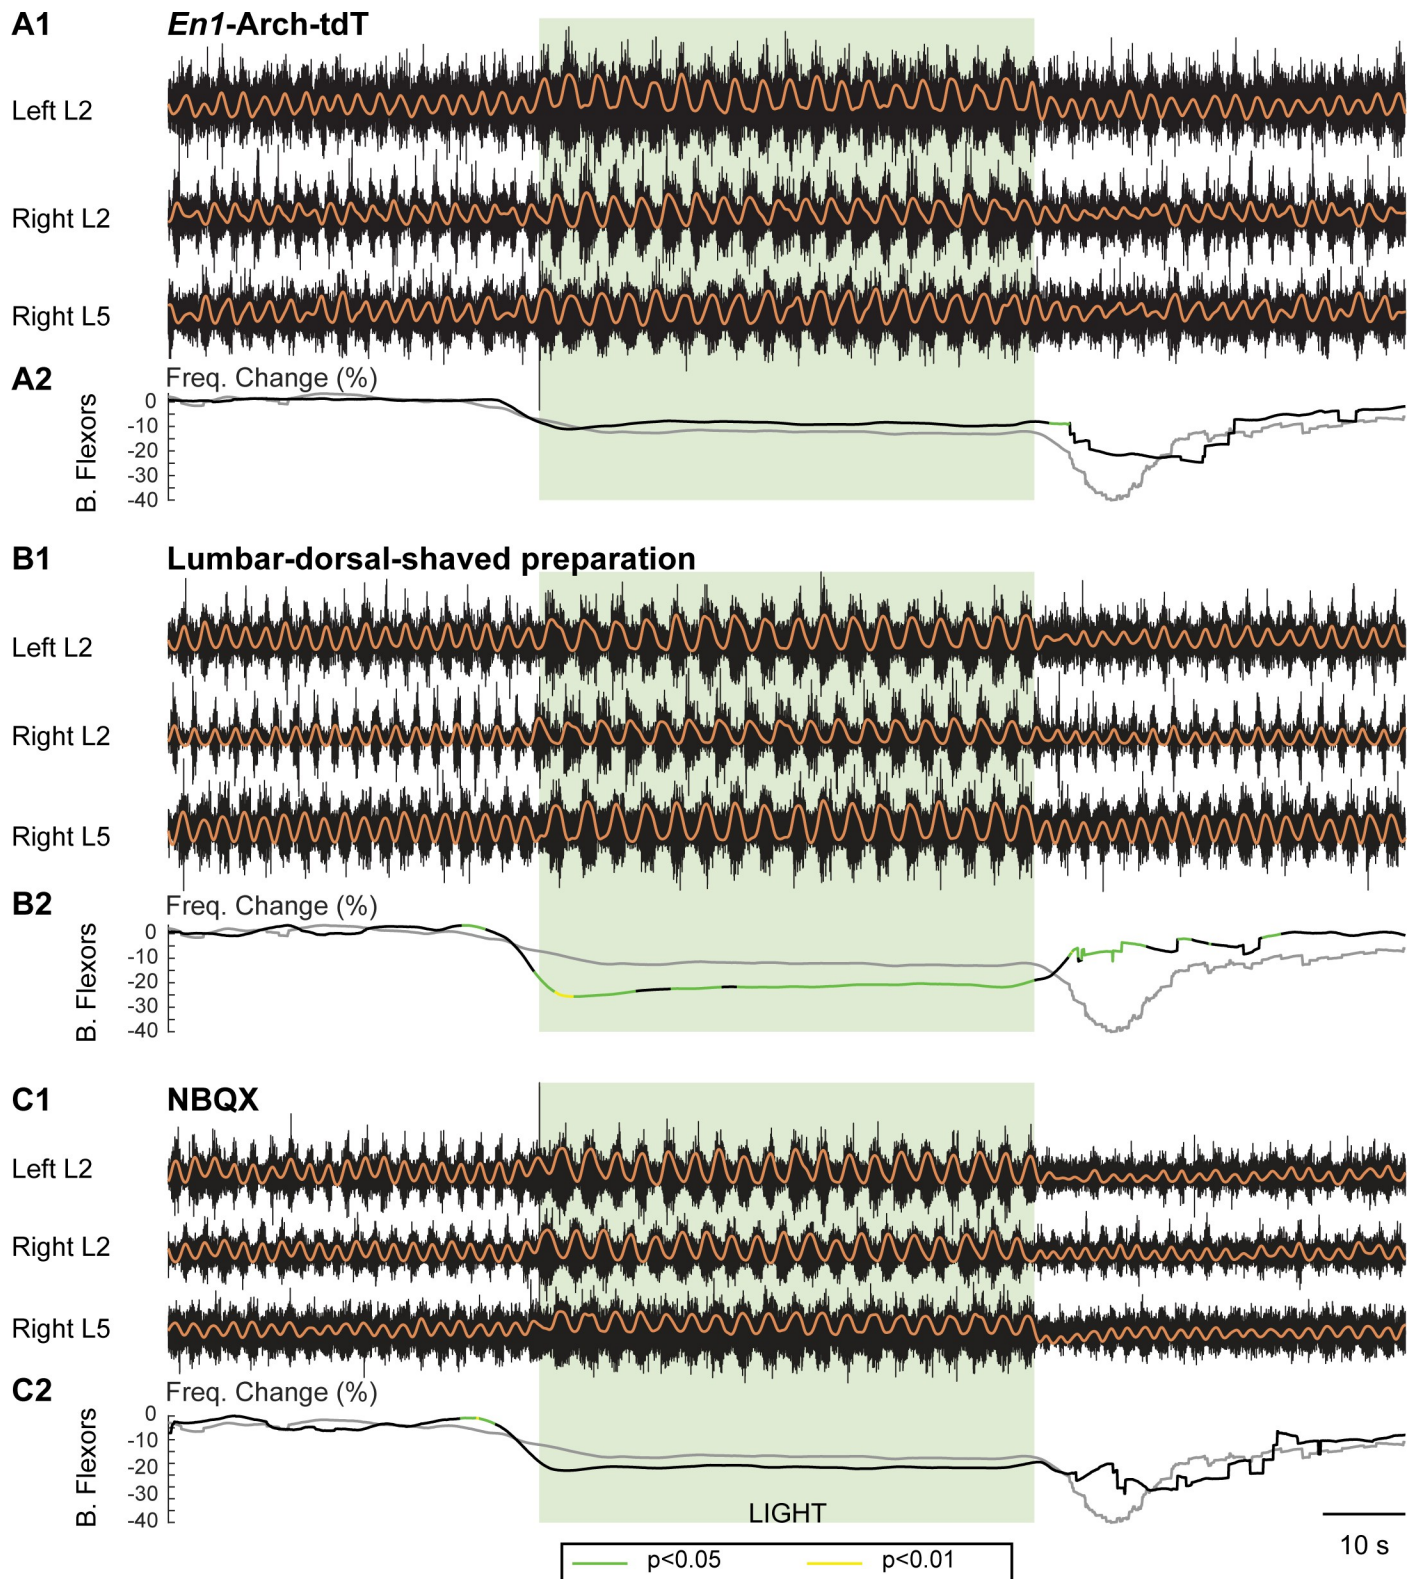 A1 En1-Arch-tdT
Left L2
Right L2
Right L5
A2 Freq. Change (%)
B. Flexors
0
-10
-20
-30
-40
B1 Lumbar-dorsal-shaved preparation
Left L2
Right L2
Right L5
B2 Freq. Change (%)
B. Flexors
0
-10
-20
-30
-40
C1 NBQX
Left L2
Right L2
Right L5
C2 Freq. Change (%)
B. Flexors
0
-10
-20
-30
-40
LIGHT
10 s
p<0.05 p<0.01